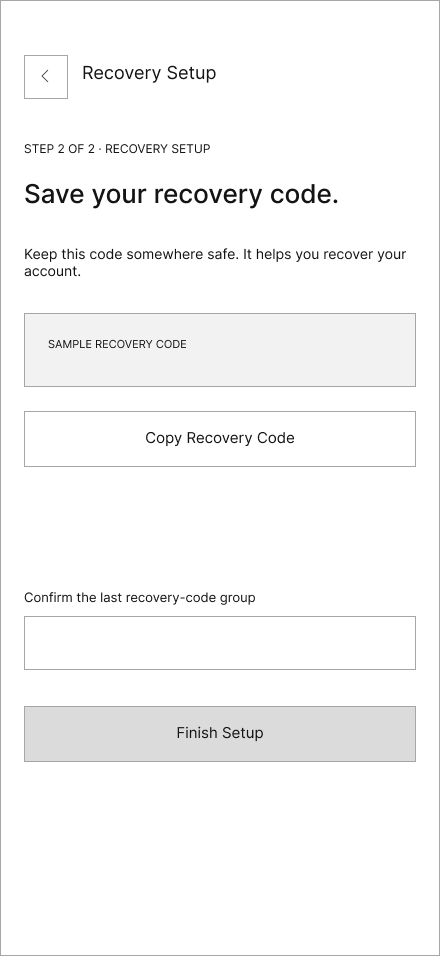 Recovery Setup
STEP 2 OF 2 · RECOVERY SETUP
Save your recovery code.
Keep this code somewhere safe. It helps you recover your
account.
SAMPLE RECOVERY CODE
Copy Recovery Code
Confirm the last recovery-code group
Finish Setup